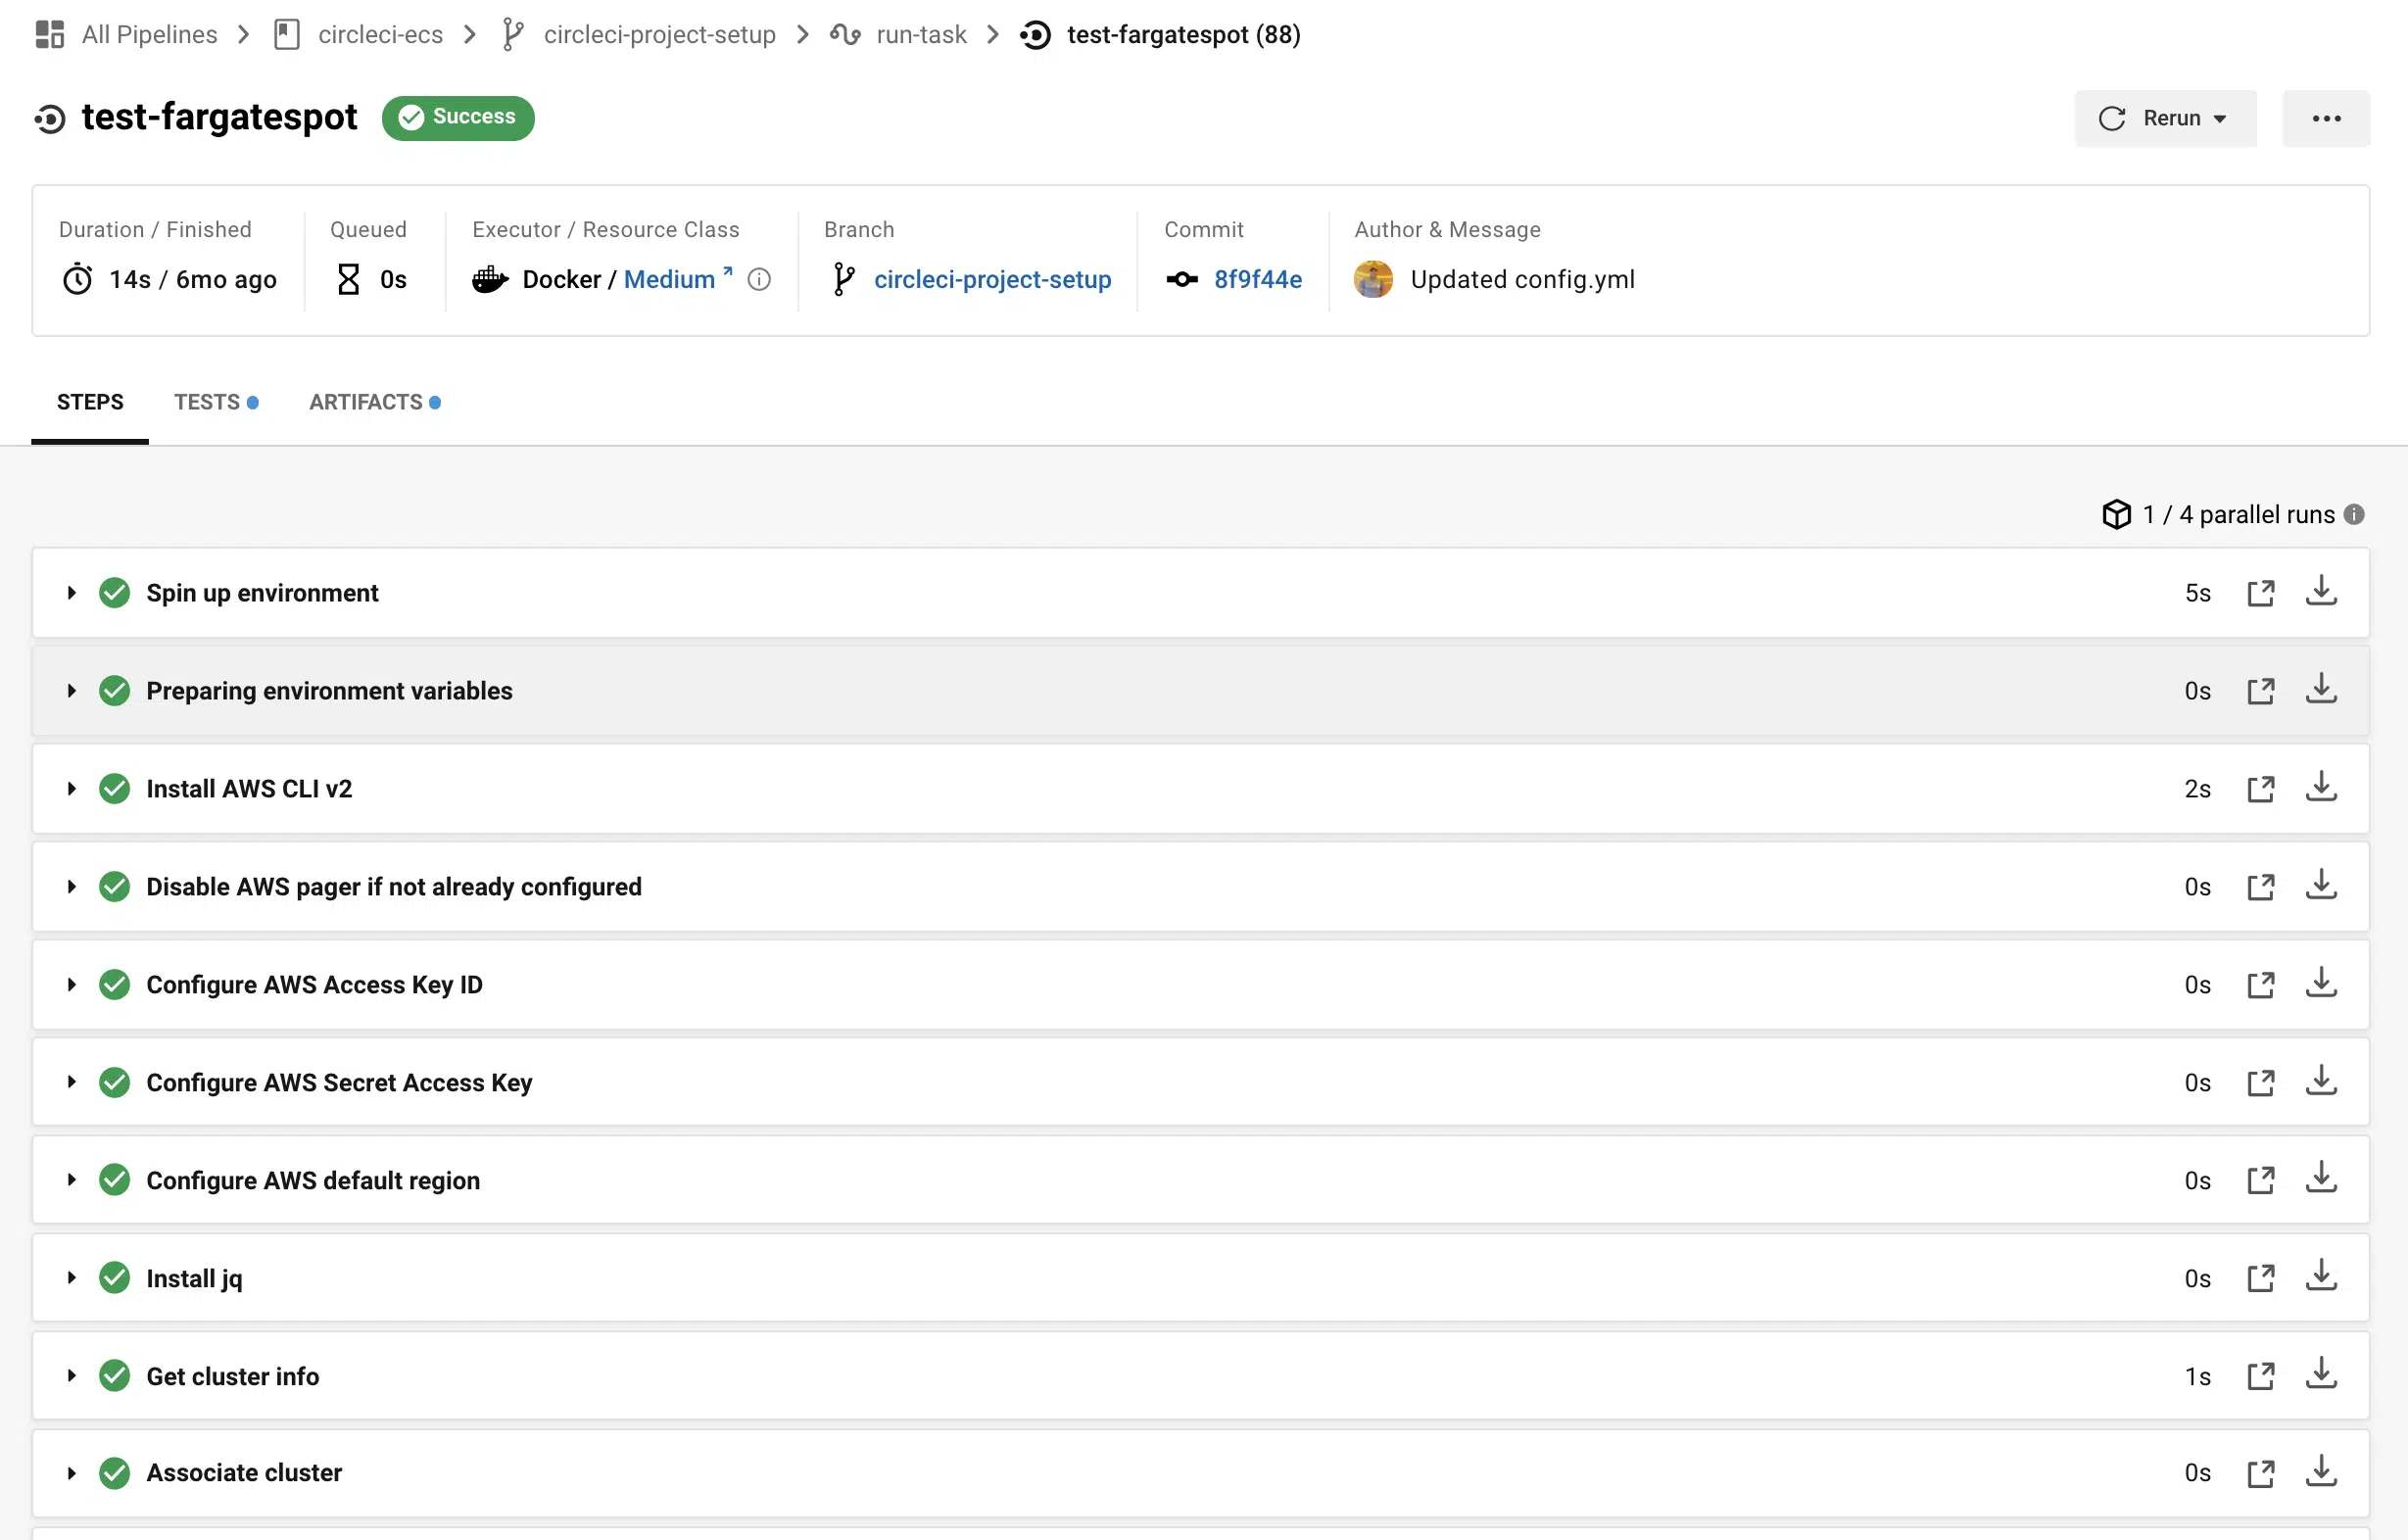 All Pipelines circleci-ecs circleci-project-setup run-task test-fargatespot (88)
test-fargatespot Success Rerun
Duration / Finished Queued Executor / Resource Class Branch Commit Author & Message
14s / 6mo ago 0s Docker / Medium circleci-project-setup 8f9f44e Updated config.yml
STEPS TESTS ARTIFACTS
1 / 4 parallel runs
Spin up environment 5s
Preparing environment variables 0s
Install AWS CLI v2 2s
Disable AWS pager if not already configured 0s
Configure AWS Access Key ID 0s
Configure AWS Secret Access Key 0s
Configure AWS default region 0s
Install jq 0s
Get cluster info 1s
Associate cluster 0s